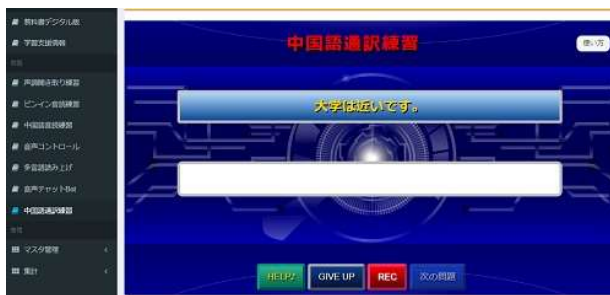 教科書デジタル版
学習支援情報
声調聞き取り練習
ピンイン音読練習
中国語音読練習
音声コントロール
多言語読み上げ
音声チャットBot
中国語通訳練習
マスタ管理
集計
中国語通訳練習
使い方
大学は近いです。
HELP!
GIVE UP
REC
次の問題